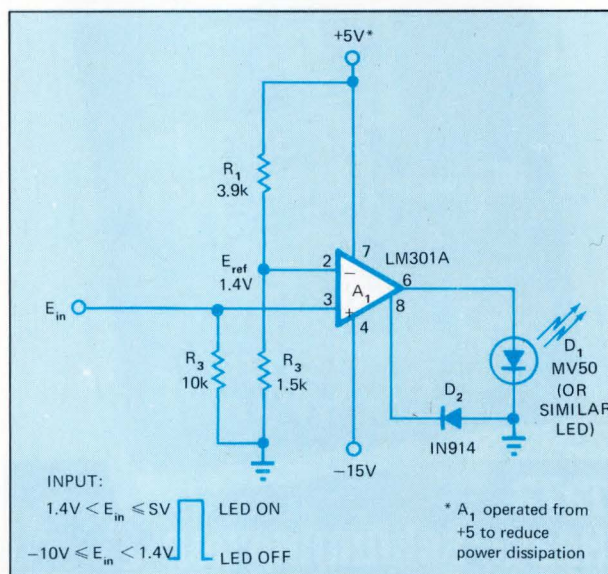 +5V*
R1
3.9k
2
7
LM301A
Eref
1.4V
−
A1
6
8
Ein
3
+
4
R3
10k
R3
1.5k
D2
IN914
D1
MV50
(OR
SIMILAR
LED)
−15V
INPUT:
1.4V < Ein ≤ SV
LED ON
−10V ≤ Ein < 1.4V
LED OFF
* A1 operated from
+5 to reduce
power dissipation